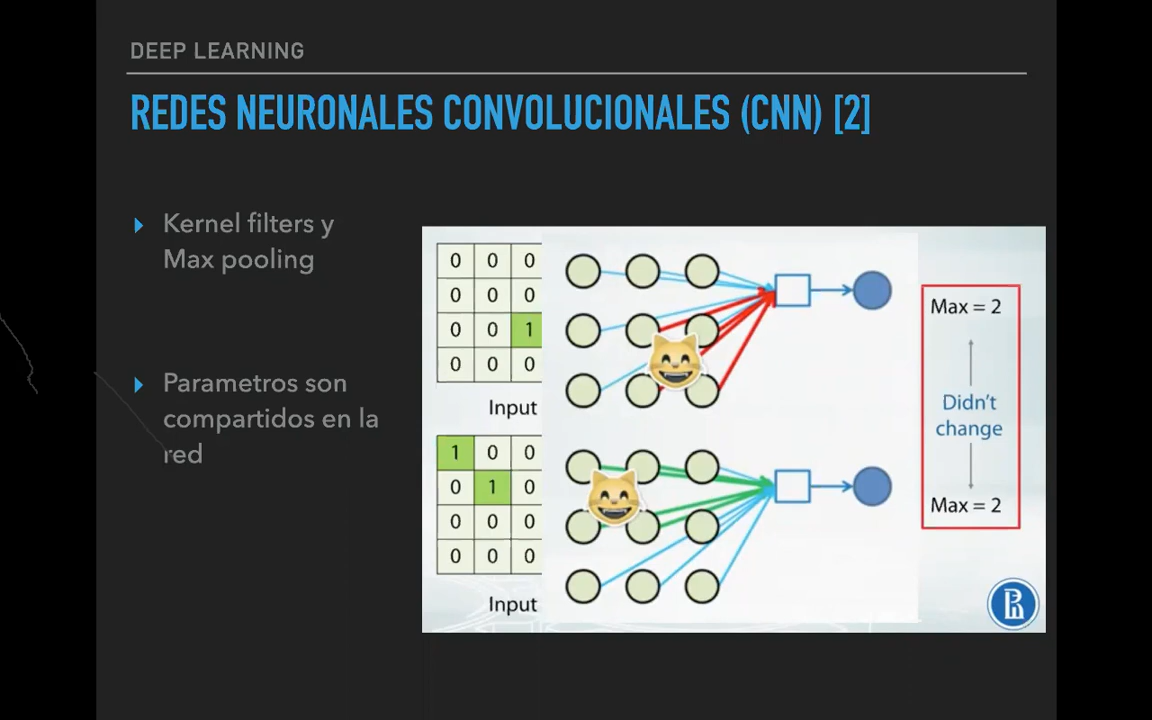 DEEP LEARNING
REDES NEURONALES CONVOLUCIONALES (CNN) [2]
Kernel filters y
Max pooling
Parametros son
compartidos en la
red
0 0 0
0 0 0
0 0 1
0 0 0
Input
1 0 0
0 1 0
0 0 0
0 0 0
Input
Max = 2
Didn't
change
Max = 2